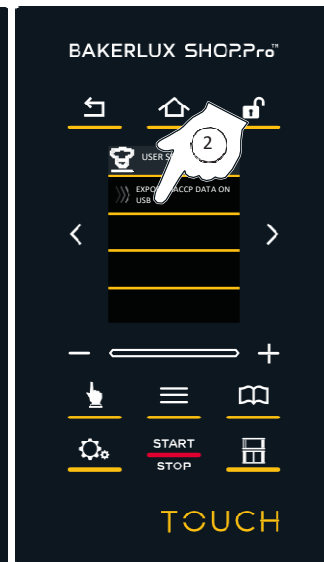 BAKERLUX SHOP.Pro™
2
USER S
EXPO ACCP DATA ON
USB
START
STOP
TOUCH